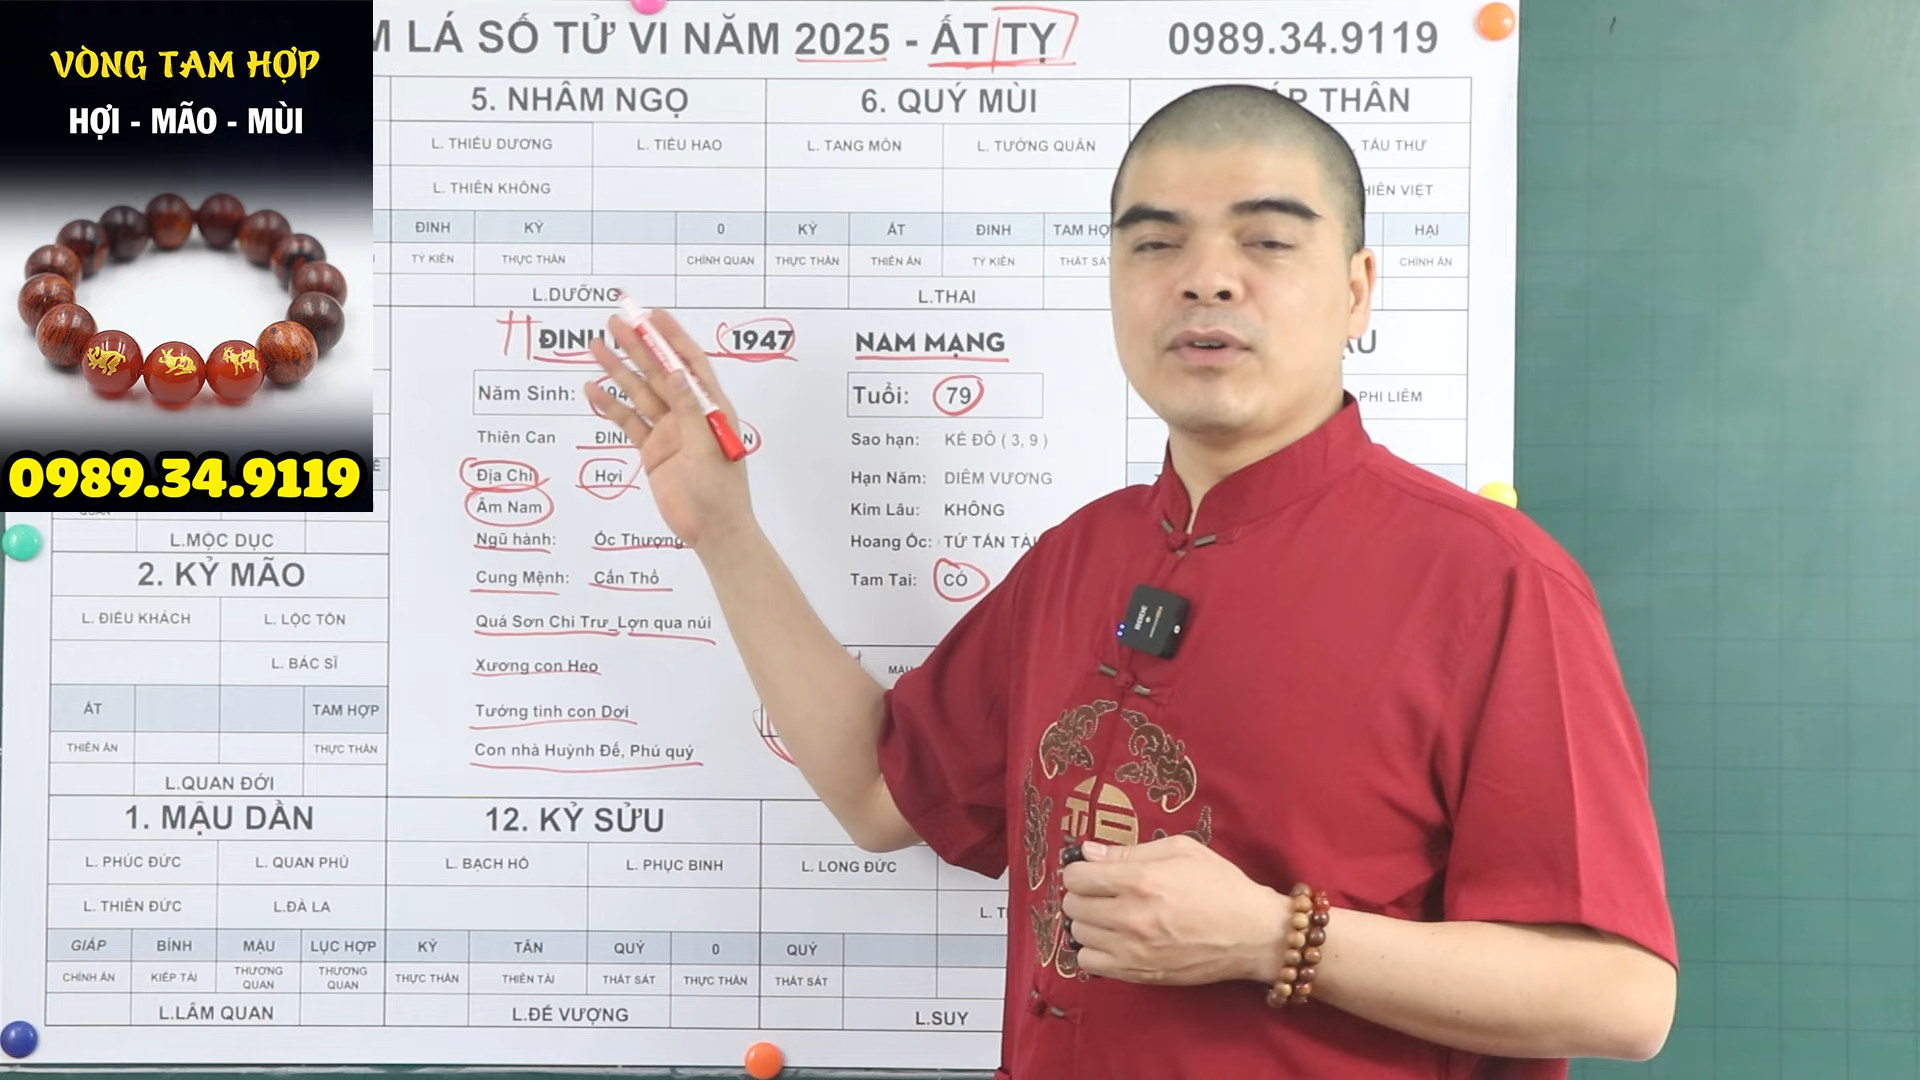 VÒNG TAM HỢP
HỢI - MÃO - MÙI
0989.34.9119
LÁ SỐ TỬ VI NĂM 2025 - ẤT TỴ
0989.34.9119
5. NHÂM NGỌ
6. QUÝ MÙI
THÂN
L. THIẾU DƯƠNG
L. TIỂU HAO
L. TANG MÔN
L. TƯỚNG QUÂN
TẤU THƯ
L. THIÊN KHÔNG
VIỆT
ĐINH
KỶ
0
KỶ
ẤT
ĐINH
TAM
HẠI
TỶ KIÊN
THỰC THẦN
CHÍNH QUAN
THỰC THẦN
THIÊN ẤN
TỶ KIÊN
THẤT
CHÍNH ẤN
L.DƯỠNG
L.THAI
ĐINH
1947
NAM MẠNG
Năm Sinh:
Tuổi:
79
PHI LIÊM
Thiên Can
Sao hạn:
KẾ ĐÔ ( 3, 9 )
Địa Chi
Hợi
Hạn Năm:
DIÊM VƯƠNG
Âm Nam
Kim Lâu:
KHÔNG
Ngũ hành:
Ốc Thượng
Hoang Ốc:
TỨ TẤN TÀI
Cung Mệnh:
Cấn Thổ
Tam Tai:
CÓ
Quá Sơn Chi Trư_Lợn qua núi
Xương con Heo
Tướng tinh con Dơi
Con nhà Huỳnh Đế, Phú quý
L.MỘC DỤC
2. KỶ MÃO
L. ĐIẾU KHÁCH
L. LỘC TỒN
L. BÁC SĨ
ẤT
TAM HỢP
THIÊN ẤN
THỰC THẦN
L.QUAN ĐỚI
1. MẬU DẦN
12. KỶ SỬU
L. PHÚC ĐỨC
L. QUAN PHỦ
L. BẠCH HỔ
L. PHỤC BINH
L. LONG ĐỨC
L. THIÊN ĐỨC
L.ĐÀ LA
GIÁP
BÍNH
MẬU
LỤC HỢP
KỶ
TÂN
QUÝ
0
QUÝ
CHÍNH ẤN
KIẾP TÀI
THƯƠNG QUAN
THƯƠNG QUAN
THỰC THẦN
THIÊN TÀI
THẤT SÁT
THỰC THẦN
THẤT SÁT
L.LÂM QUAN
L.ĐẾ VƯỢNG
L.SUY